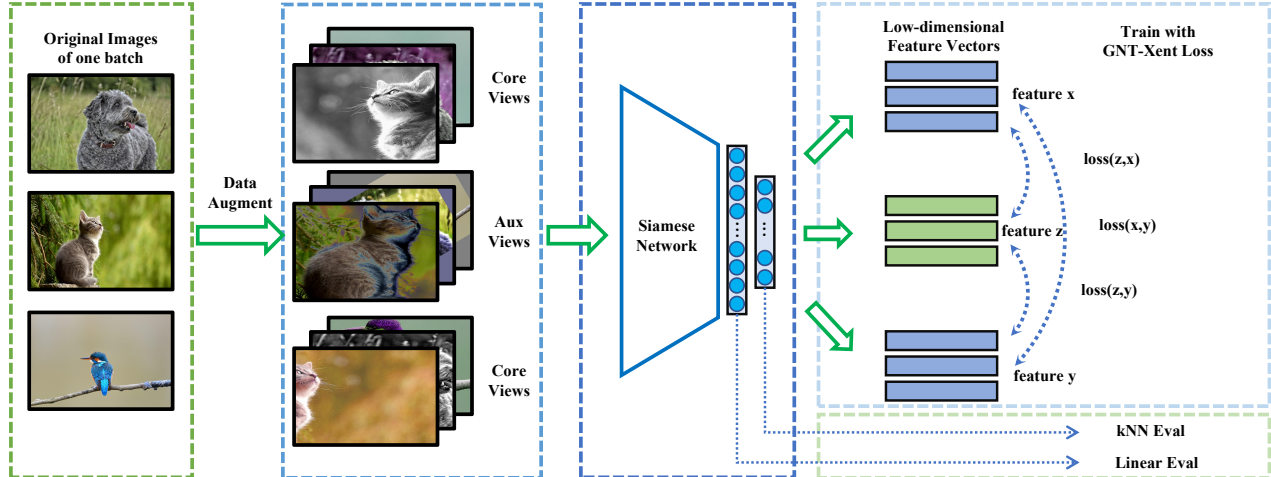 Original Images
of one batch
Data
Augment
Core
Views
Aux
Views
Core
Views
Siamese
Network
Low-dimensional
Feature Vectors
Train with
GNT-Xent Loss
feature x
loss(z,x)
feature z
loss(x,y)
loss(z,y)
feature y
kNN Eval
Linear Eval